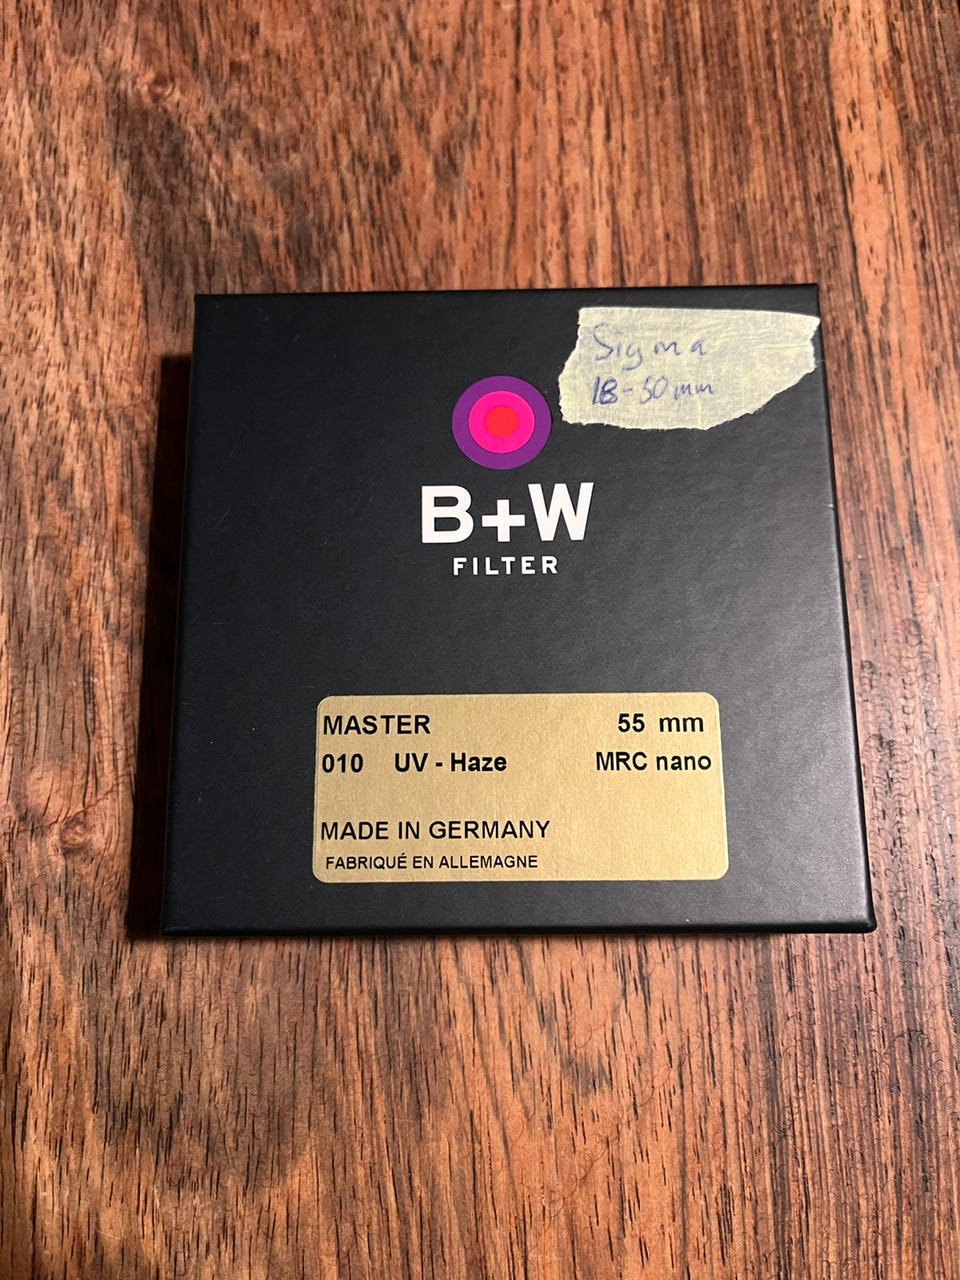 Sigma
18-50mm
B+W
FILTER
MASTER 55 mm
010 UV - Haze MRC nano
MADE IN GERMANY
FABRIQUÉ EN ALLEMAGNE